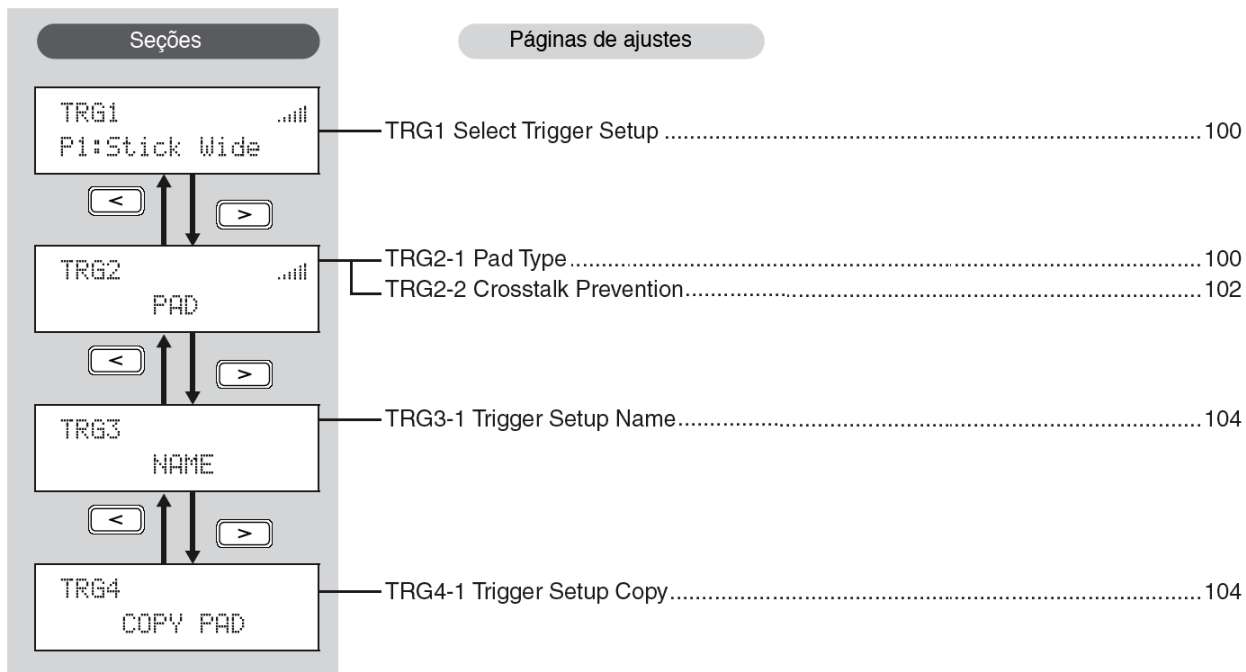 Seções
Páginas de ajustes
TRG1
P1:Stick Wide
TRG1 Select Trigger Setup ........................................................ 100
<
>
TRG2
PAD
TRG2-1 Pad Type ........................................................ 100
TRG2-2 Crosstalk Prevention ........................................................ 102
<
>
TRG3
NAME
TRG3-1 Trigger Setup Name ........................................................ 104
<
>
TRG4
COPY PAD
TRG4-1 Trigger Setup Copy ........................................................ 104